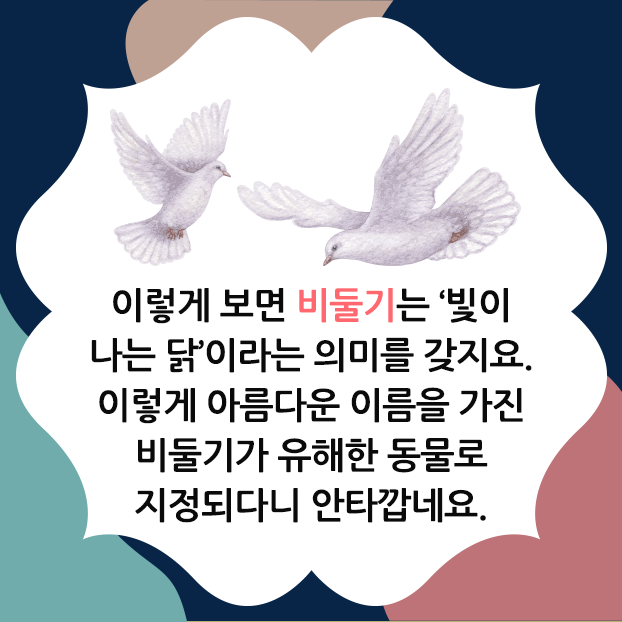 이렇게 보면 비둘기는 ‘빛이
나는 닭’이라는 의미를 갖지요.
이렇게 아름다운 이름을 가진
비둘기가 유해한 동물로
지정되다니 안타깝네요.